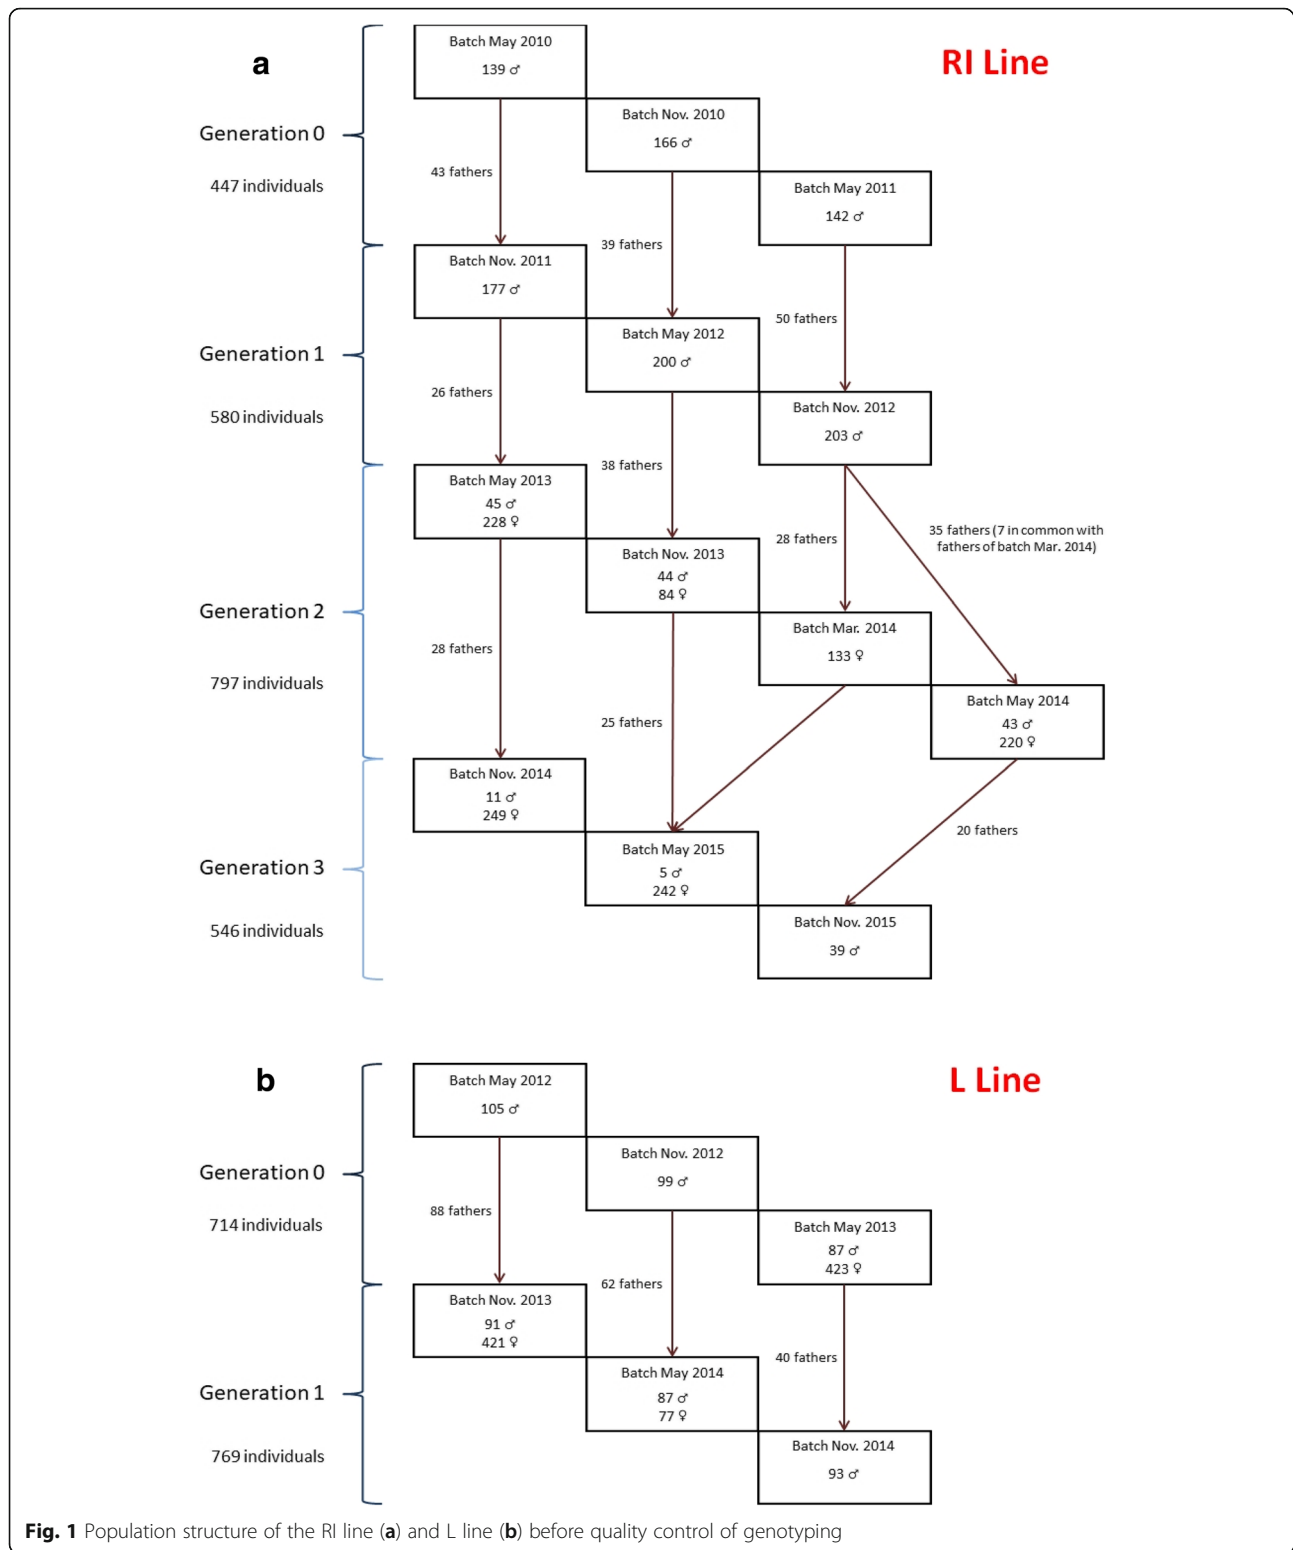 a
RI Line
Batch May 2010
139 ♂
Generation 0
447 individuals
43 fathers
Batch Nov. 2010
166 ♂
39 fathers
Batch May 2011
142 ♂
50 fathers
Batch Nov. 2011
177 ♂
Generation 1
580 individuals
26 fathers
Batch May 2012
200 ♂
38 fathers
Batch Nov. 2012
203 ♂
28 fathers
35 fathers (7 in common with
fathers of batch Mar. 2014)
Batch May 2013
45 ♂
228 ♀
Generation 2
797 individuals
28 fathers
Batch Nov. 2013
44 ♂
84 ♀
25 fathers
Batch Mar. 2014
133 ♀
Batch May 2014
43 ♂
220 ♀
20 fathers
Batch Nov. 2014
11 ♂
249 ♀
Generation 3
546 individuals
Batch May 2015
5 ♂
242 ♀
Batch Nov. 2015
39 ♂
b
L Line
Batch May 2012
105 ♂
Generation 0
714 individuals
88 fathers
Batch Nov. 2012
99 ♂
62 fathers
Batch May 2013
87 ♂
423 ♀
40 fathers
Batch Nov. 2013
91 ♂
421 ♀
Generation 1
769 individuals
Batch May 2014
87 ♂
77 ♀
Batch Nov. 2014
93 ♂
Fig. 1 Population structure of the RI line (a) and L line (b) before quality control of genotyping